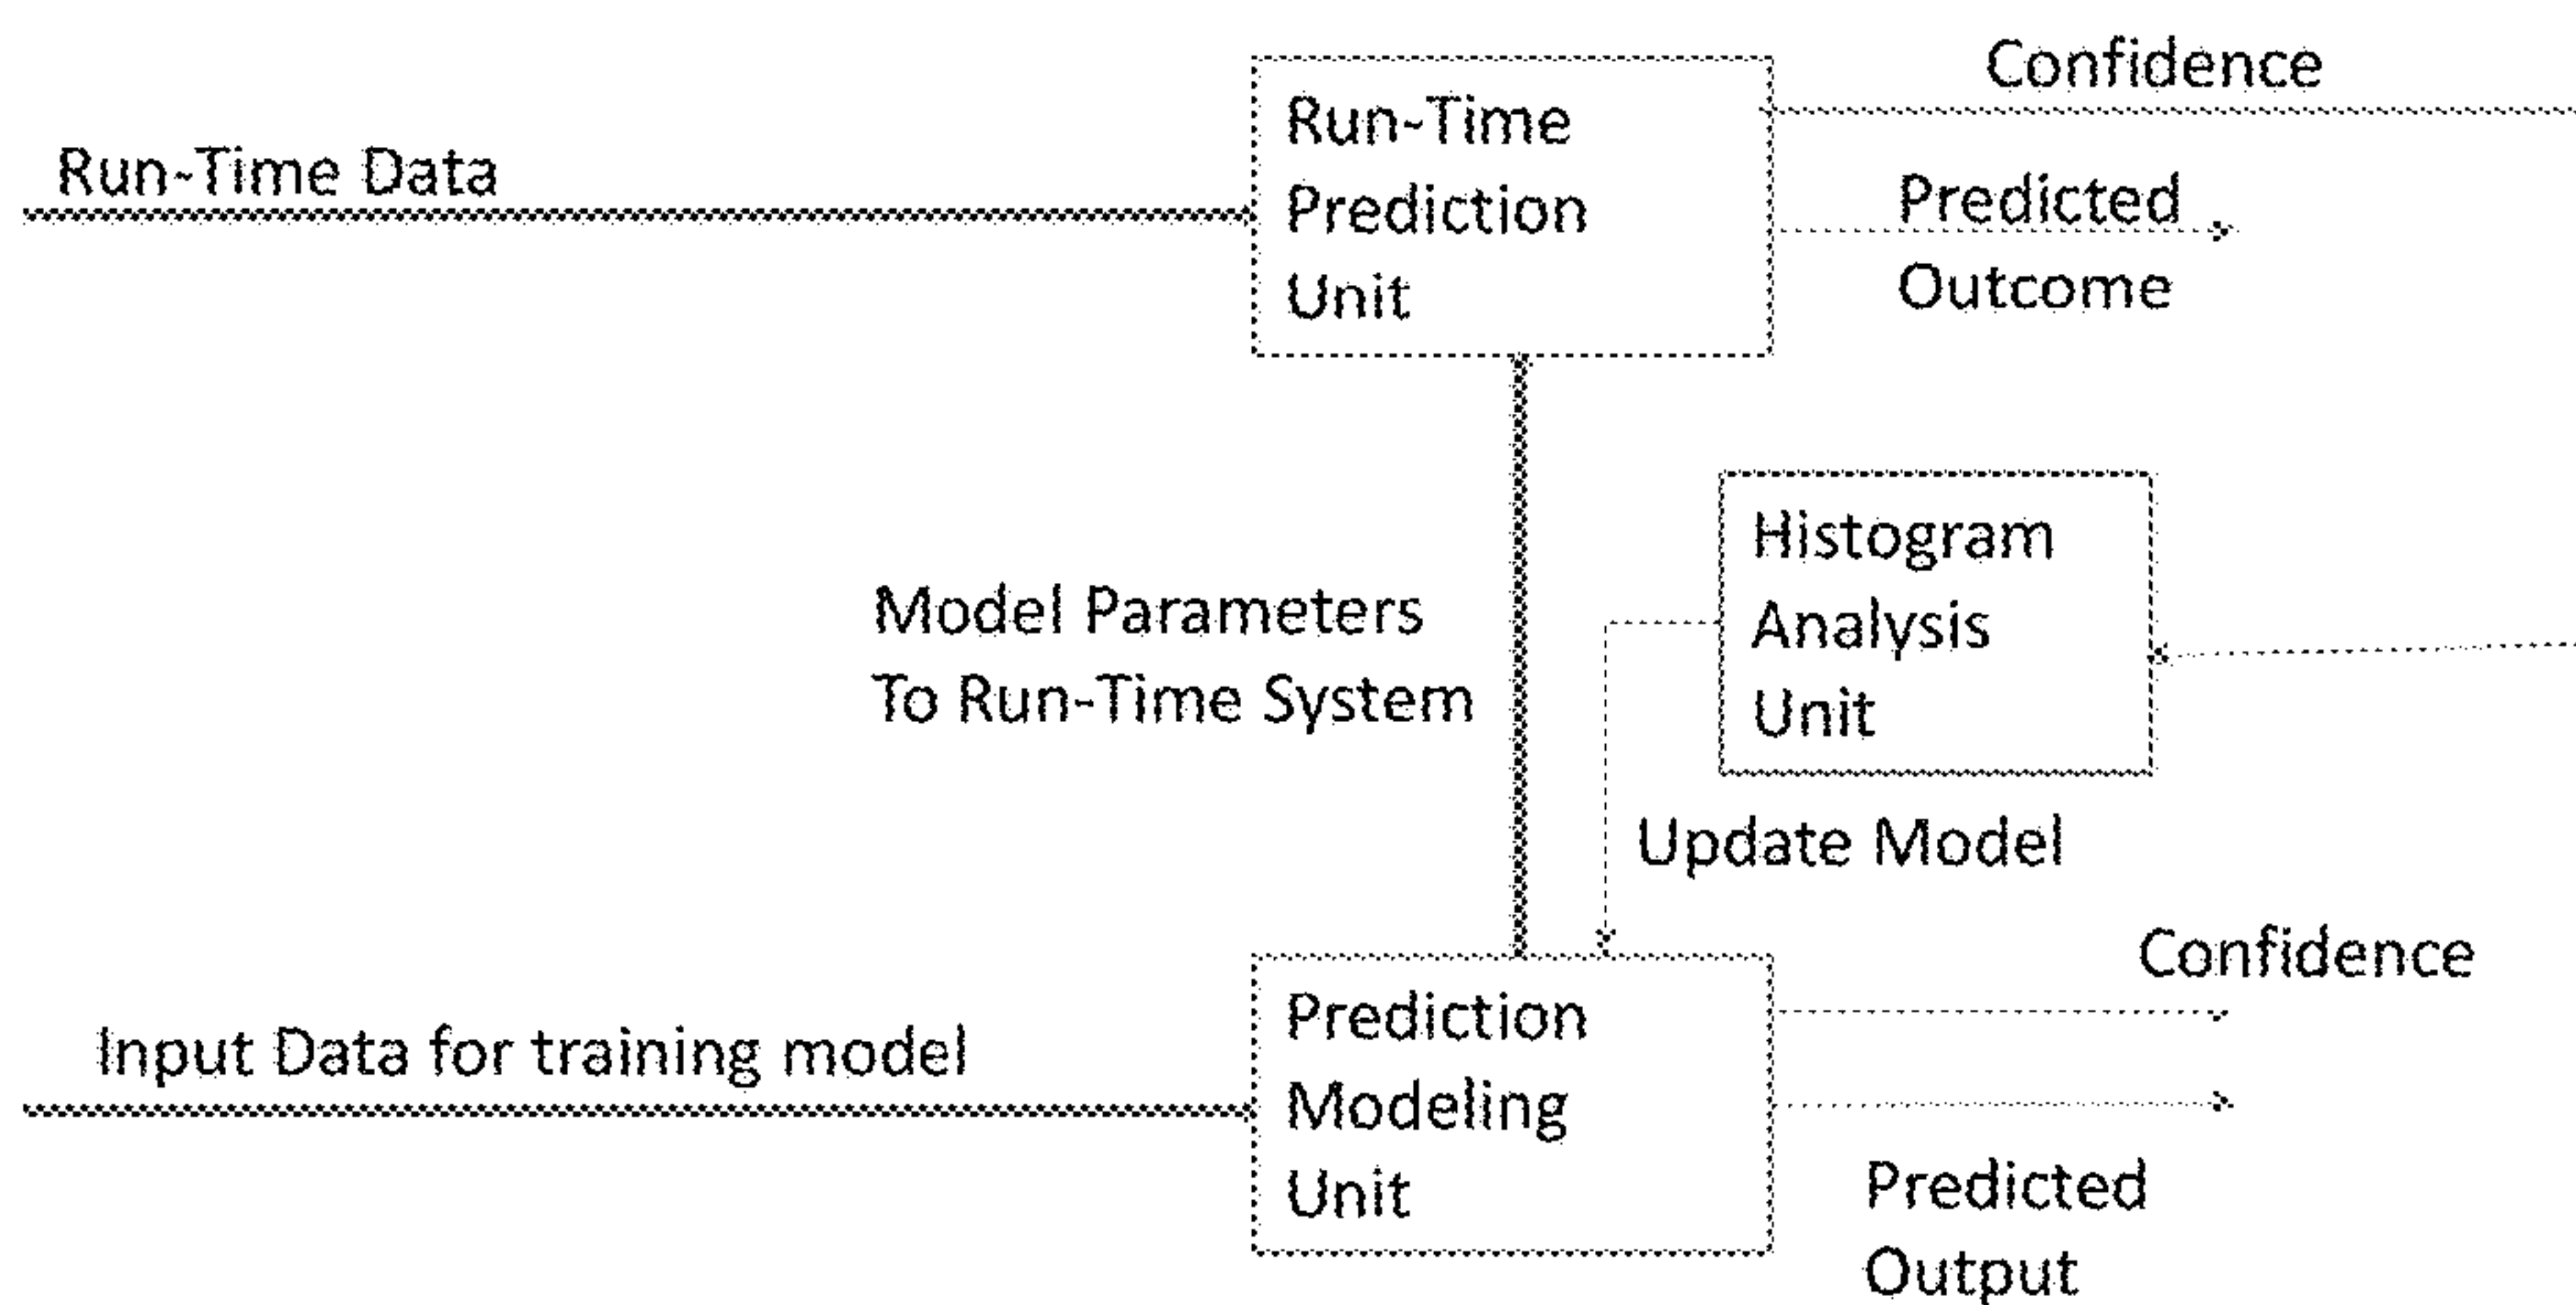 Confidence
Run-Time Data
Run-Time
Prediction
Unit
Predicted
Outcome
Model Parameters
To Run-Time System
Histogram
Analysis
Unit
Update Model
Input Data for training model
Prediction
Modeling
Unit
Confidence
Predicted
Output